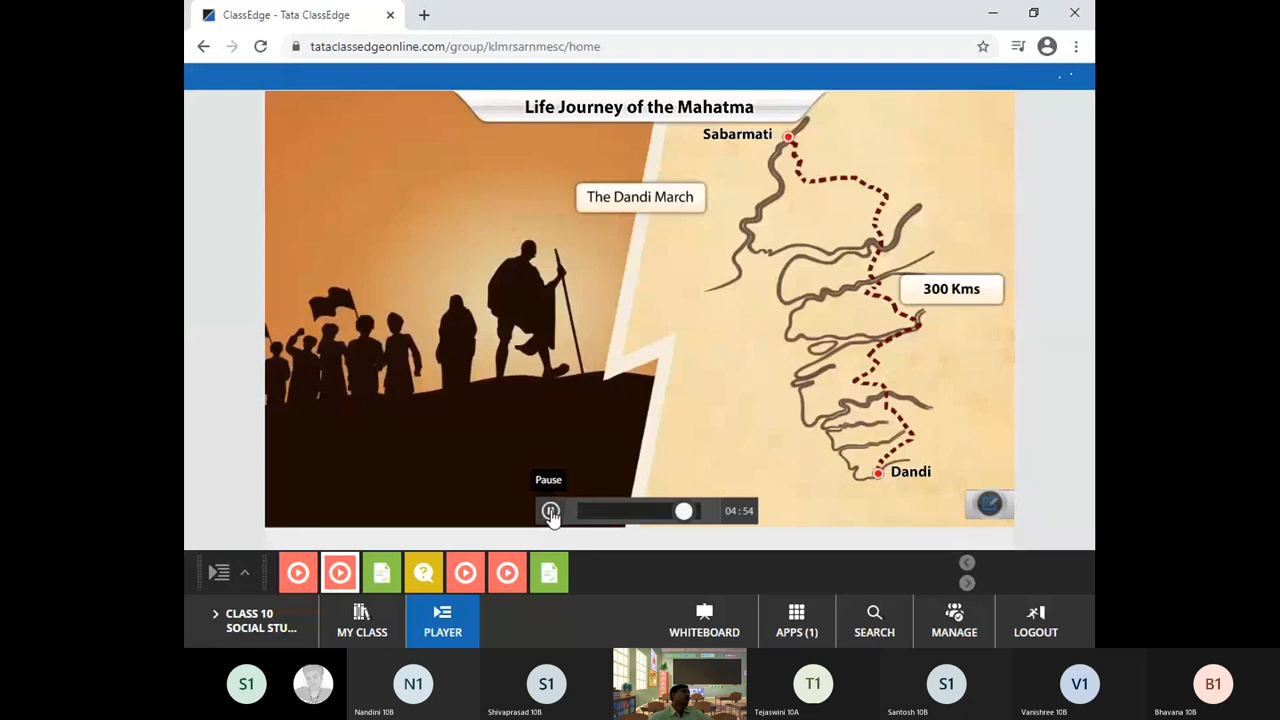 ClassEdge - Tata ClassEdge
tataclassedgeonline.com/group/klmrsarnmesc/home
Life Journey of the Mahatma
Sabarmati
The Dandi March
300 Kms
Dandi
Pause
04:54
CLASS 10
SOCIAL STU...
MY CLASS
PLAYER
WHITEBOARD
APPS (1)
SEARCH
MANAGE
LOGOUT
S1
N1
S1
T1
S1
V1
B1
Nandini 10B
Shivaprasad 10B
Tejaswini 10A
Santosh 10B
Vanishree 10B
Bhavana 10B